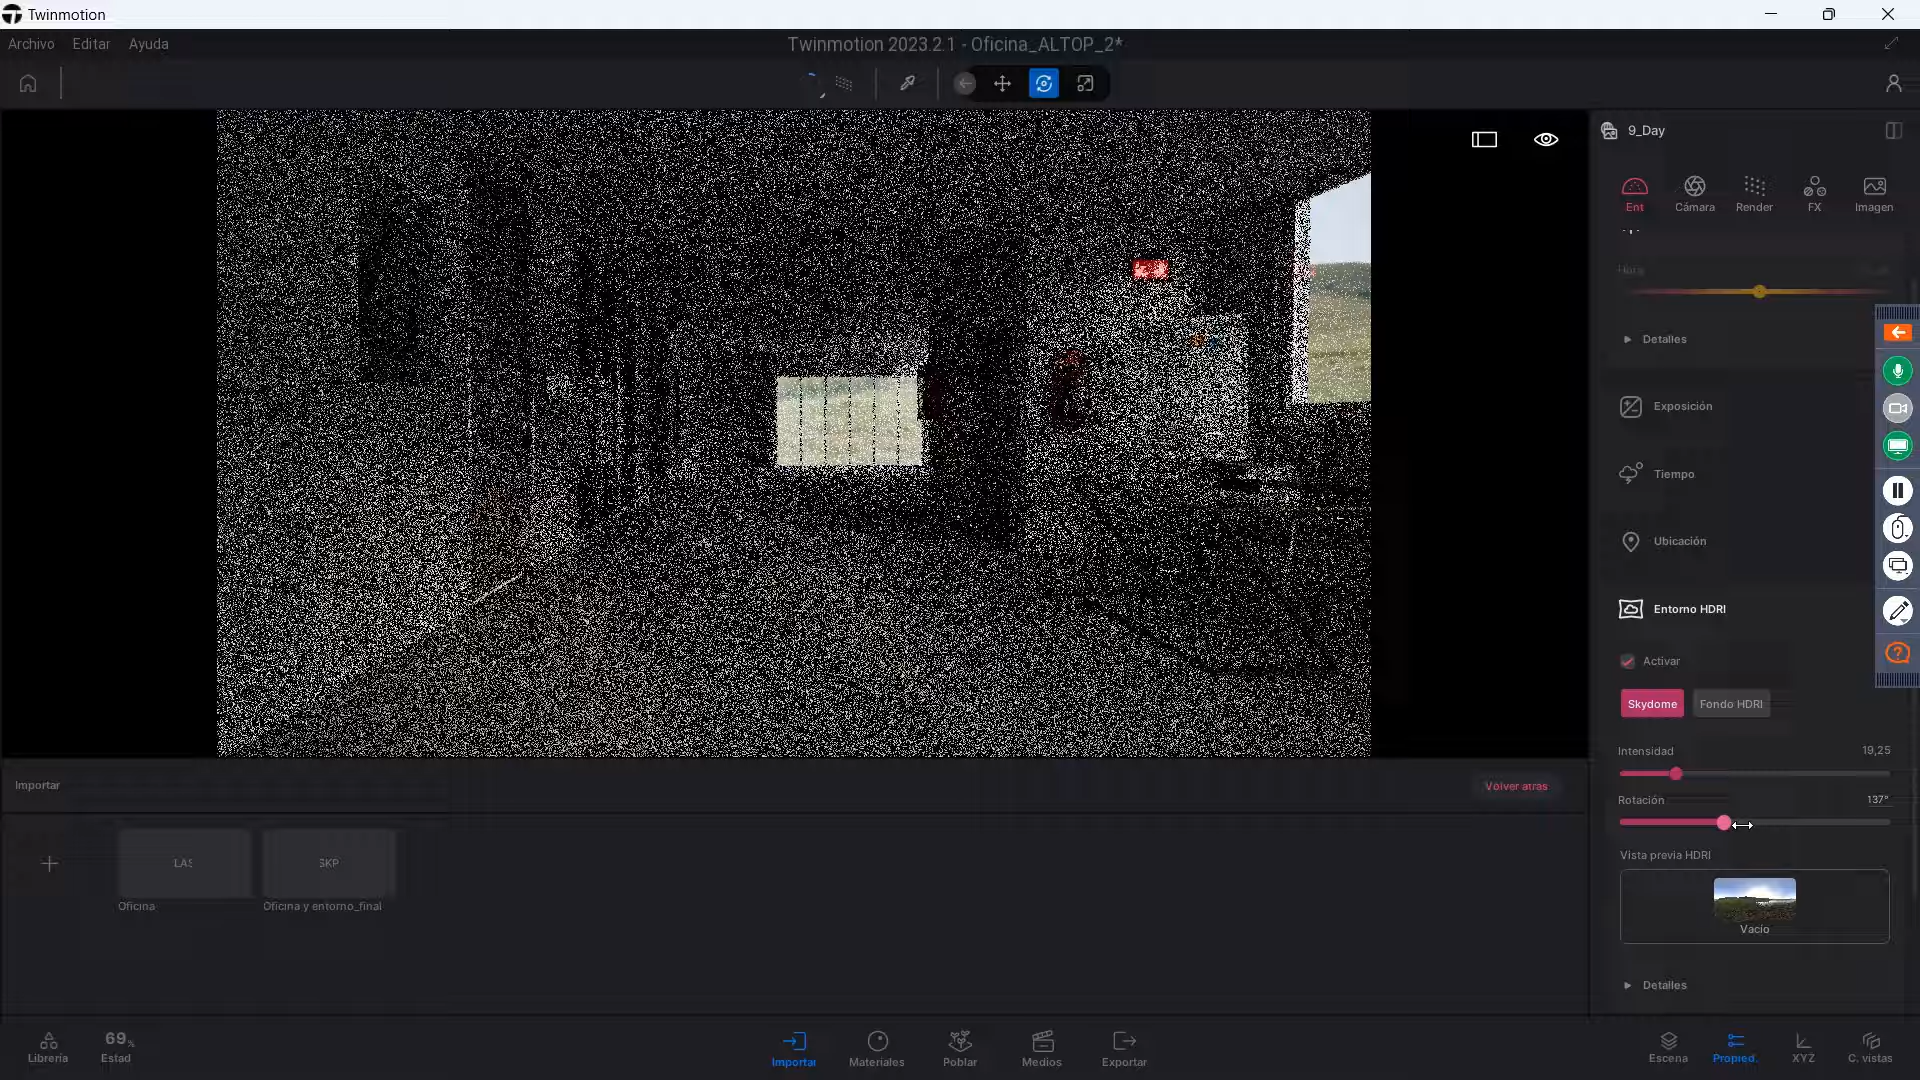 Twinmotion
Archivo Editar Ayuda
Twinmotion 2023.2.1 - Oficina_ALTOP_2*
9_Day
Ent Cámara Render FX Imagen
Hora
Detalles
Exposición
Tiempo
Ubicación
Entorno HDRI
Activar
Skydome Fondo HDRI
Intensidad 19,25
Rotación 137°
Vista previa HDRI
Vacío
Detalles
Importar Volver atrás
LAS SKP
Oficina Oficina y entorno_final
Librería
69%
Estad
Importar Materiales Poblar Medios Exportar
Escena Propied. XYZ C. vistas